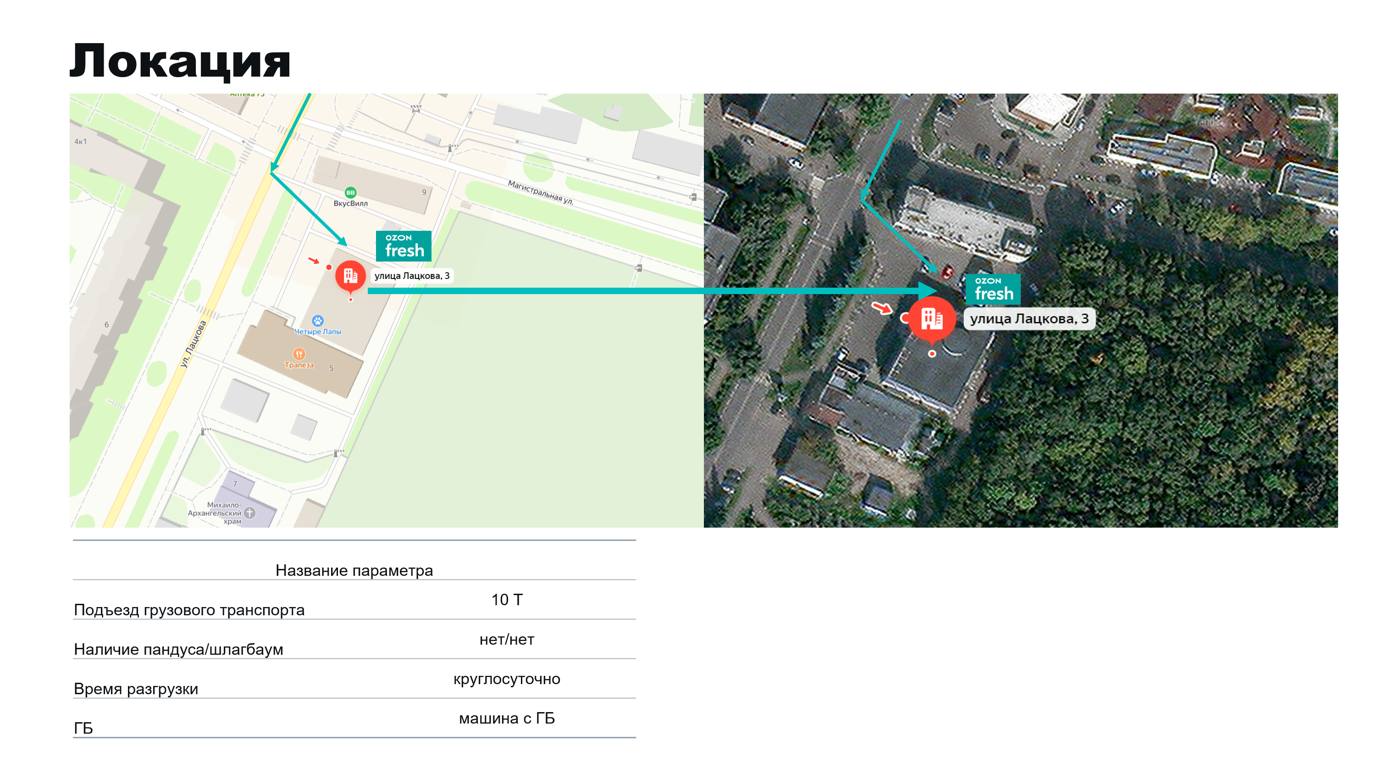 Локация
Аптека 75
4к1
9
ВкусВилл
Магистральная ул.
OZON
fresh
улица Лацкова, 3
OZON
fresh
улица Лацкова, 3
6
ул. Лацкова
Четыре Лапы
Трапеза
5
7
Михаило-
Архангельский
храм
Название параметра
Подъезд грузового транспорта 10 Т
Наличие пандуса/шлагбаум нет/нет
Время разгрузки круглосуточно
ГБ машина с ГБ